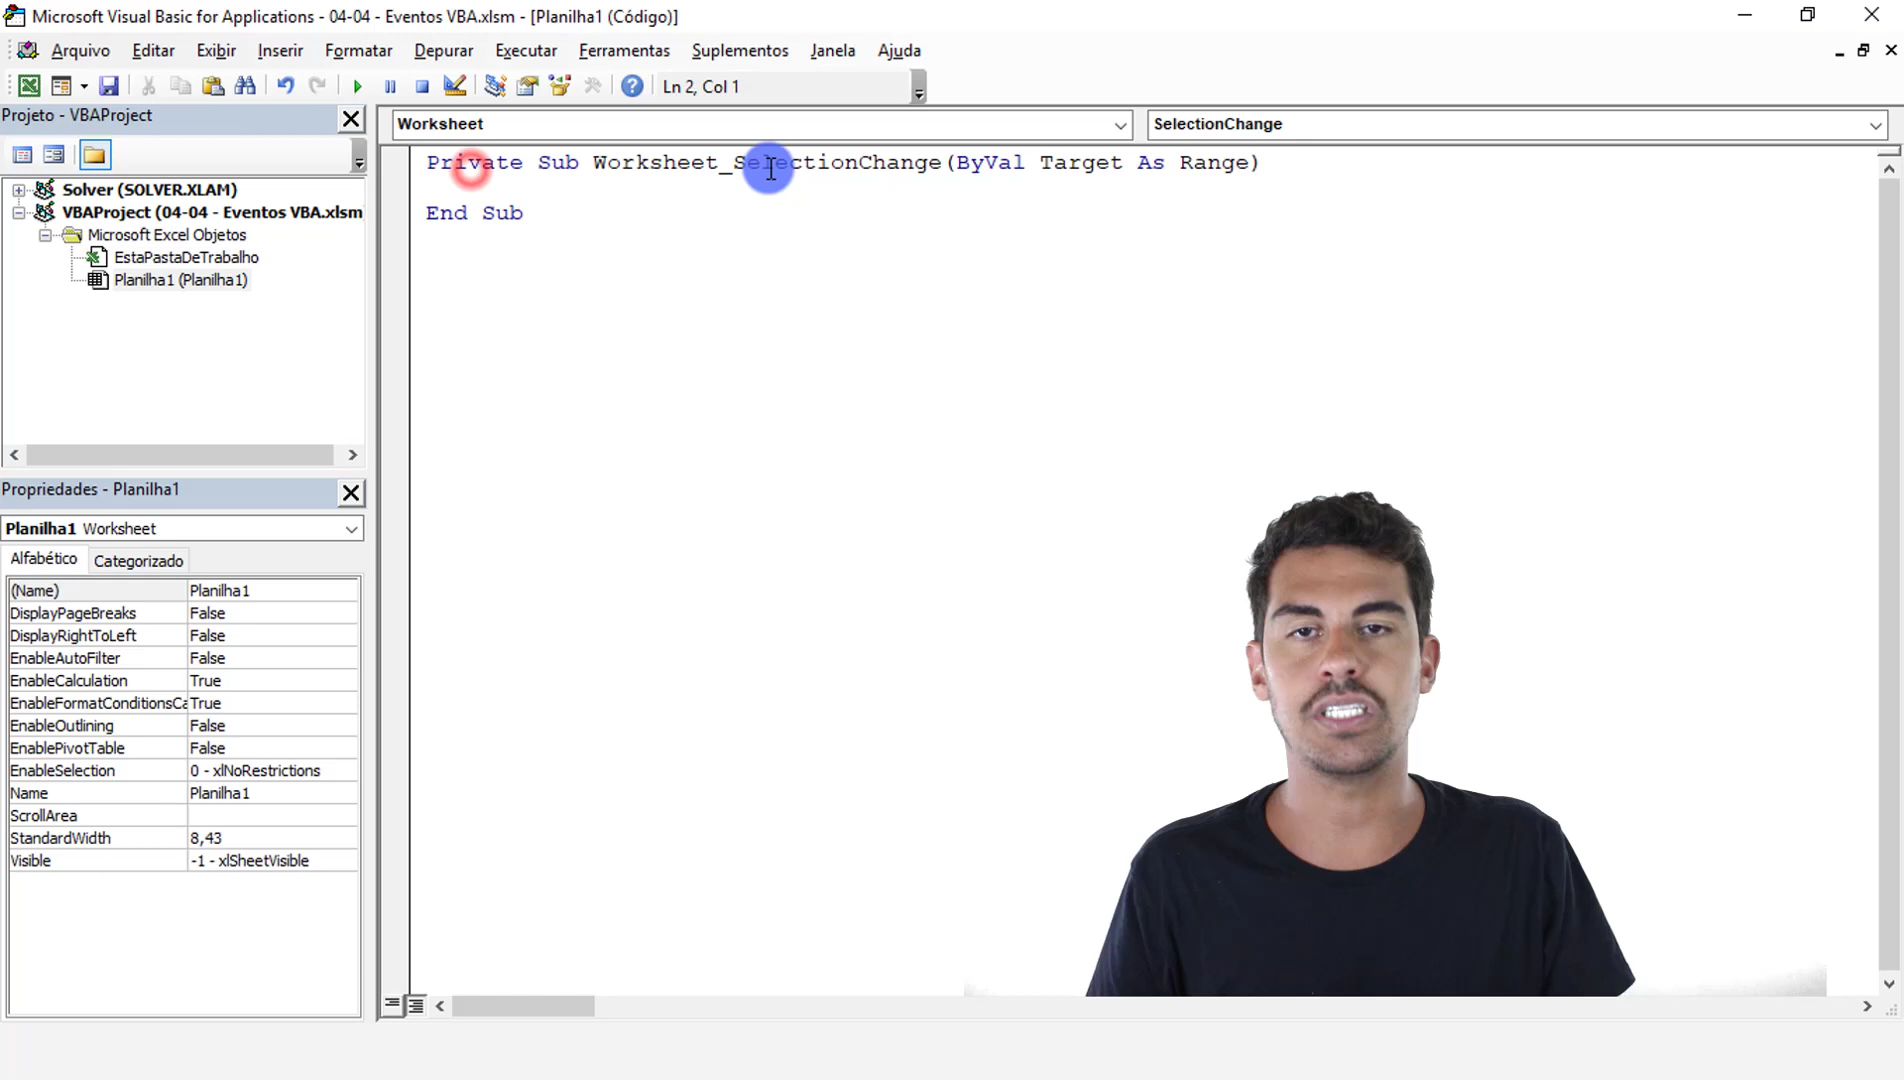 Microsoft Visual Basic for Applications - 04-04 - Eventos VBA.xlsm - [Planilha1 (Código)]
Arquivo Editar Exibir Inserir Formatar Depurar Executar Ferramentas Suplementos Janela Ajuda
Ln 2, Col 1
Projeto - VBAProject
Solver (SOLVER.XLAM)
VBAProject (04-04 - Eventos VBA.xlsm
Microsoft Excel Objetos
EstaPastaDeTrabalho
Planilha1 (Planilha1)
Propriedades - Planilha1
Planilha1 Worksheet
Alfabético Categorizado
(Name) Planilha1
DisplayPageBreaks False
DisplayRightToLeft False
EnableAutoFilter False
EnableCalculation True
EnableFormatConditionsCa True
EnableOutlining False
EnablePivotTable False
EnableSelection 0 - xlNoRestrictions
Name Planilha1
ScrollArea
StandardWidth 8,43
Visible -1 - xlSheetVisible
Worksheet SelectionChange
Private Sub Worksheet_SelectionChange(ByVal Target As Range)
End Sub